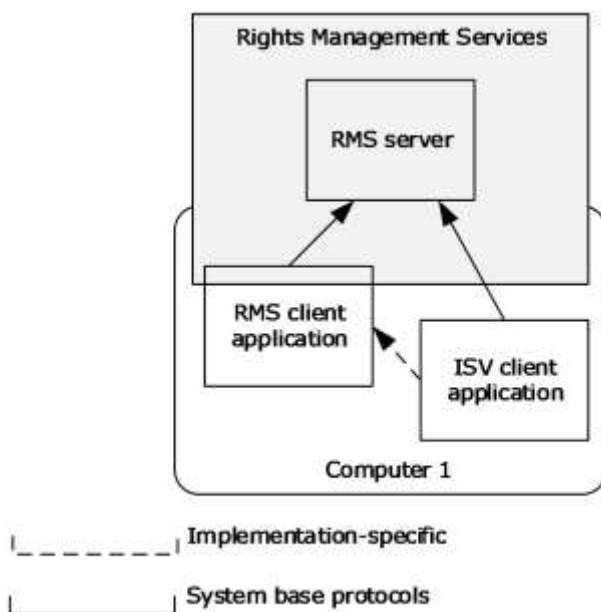 Rights Management Services
RMS server
RMS client
application
ISV client
application
Computer 1
Implementation-specific
System base protocols